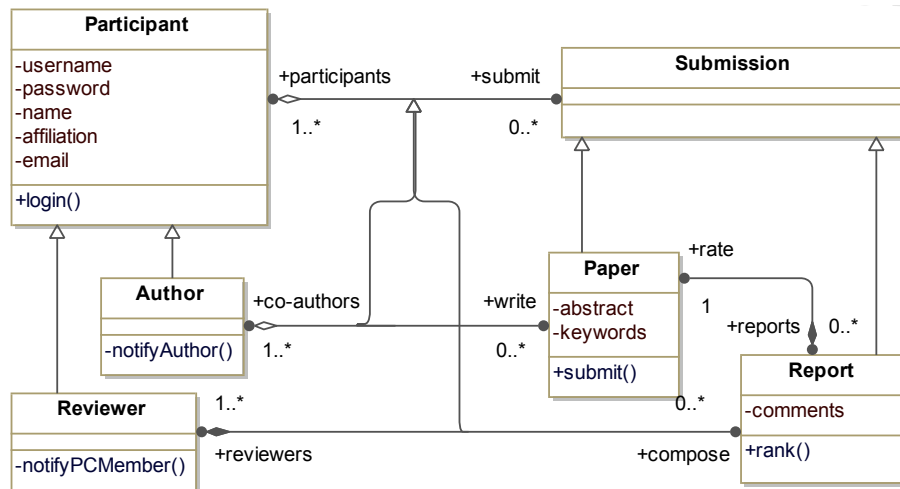 Participant
-username
-password
-name
-affiliation
-email
+login()
+participants
1..*
+submit
0..*
Submission
Author
-notifyAuthor()
+co-authors
1..*
+write
0..*
Paper
-abstract
-keywords
+submit()
+rate
1
+reports
0..*
Reviewer
-notifyPCMember()
1..*
+reviewers
0..*
+compose
Report
-comments
+rank()